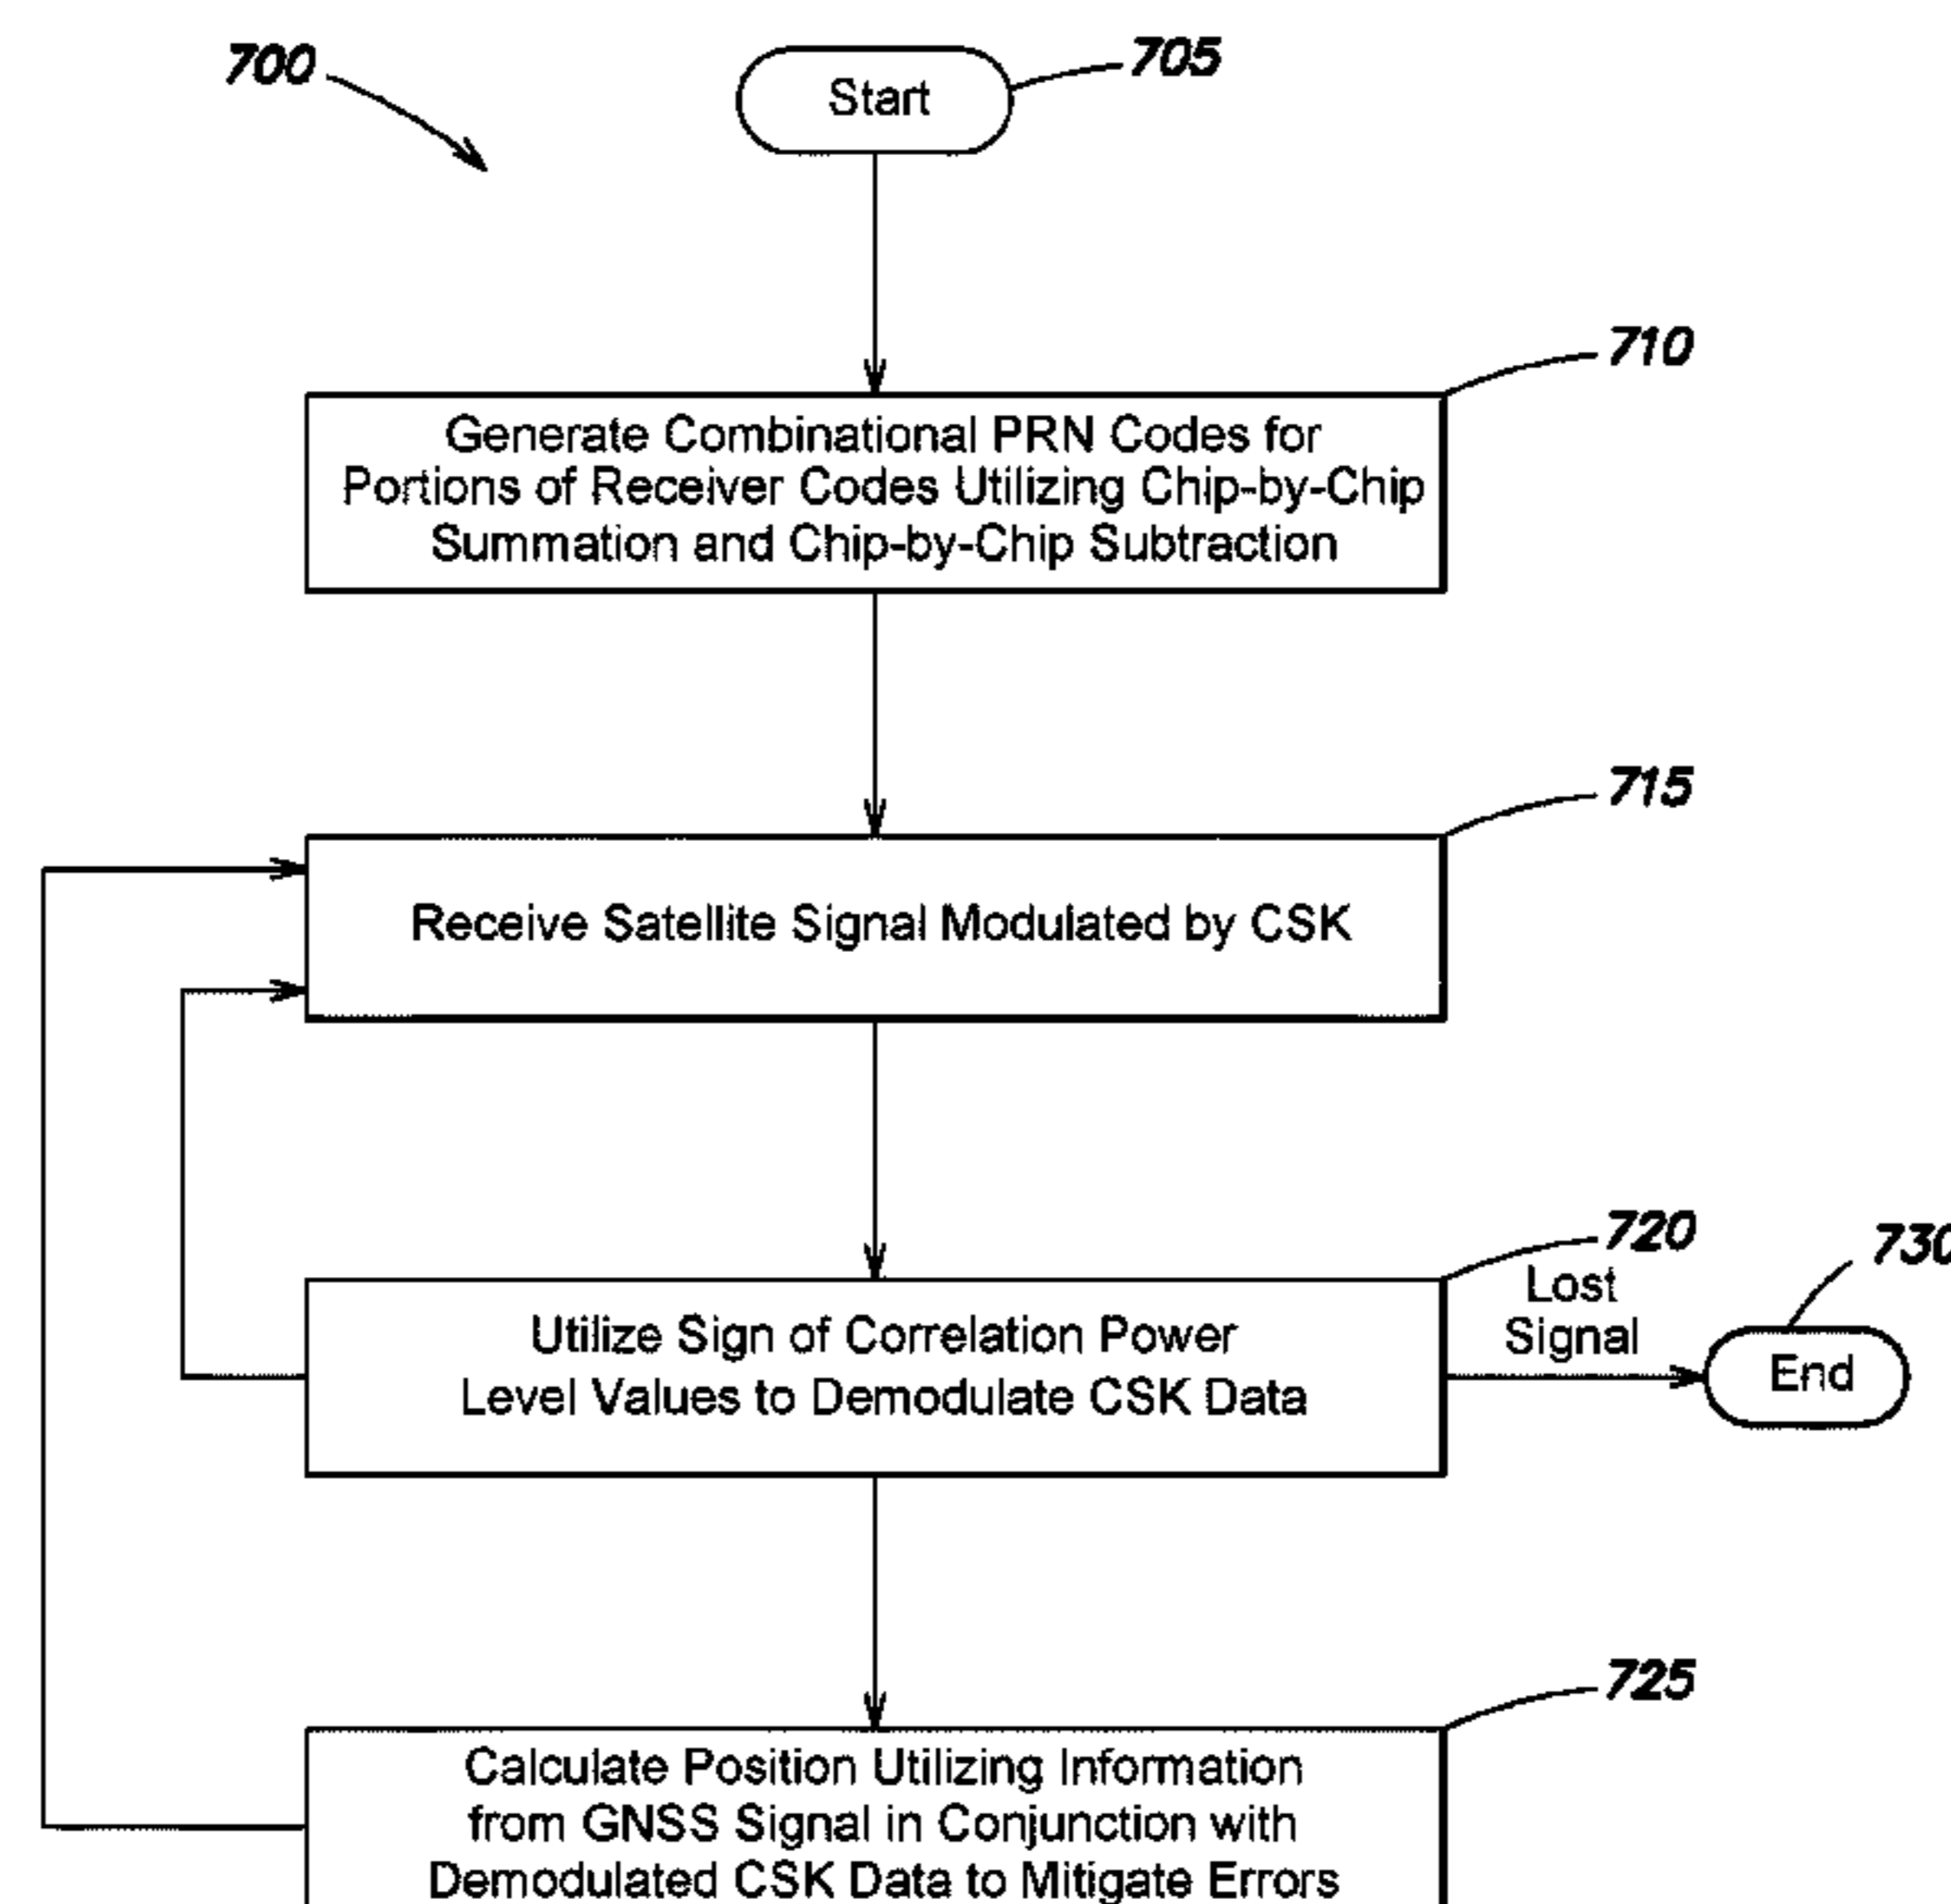 700
705
Start
710
Generate Combinational PRN Codes for
Portions of Receiver Codes Utilizing Chip-by-Chip
Summation and Chip-by-Chip Subtraction
715
Receive Satellite Signal Modulated by CSK
720
730
Lost
Signal
Utilize Sign of Correlation Power
Level Values to Demodulate CSK Data
End
725
Calculate Position Utilizing Information
from GNSS Signal in Conjunction with
Demodulated CSK Data to Mitigate Errors